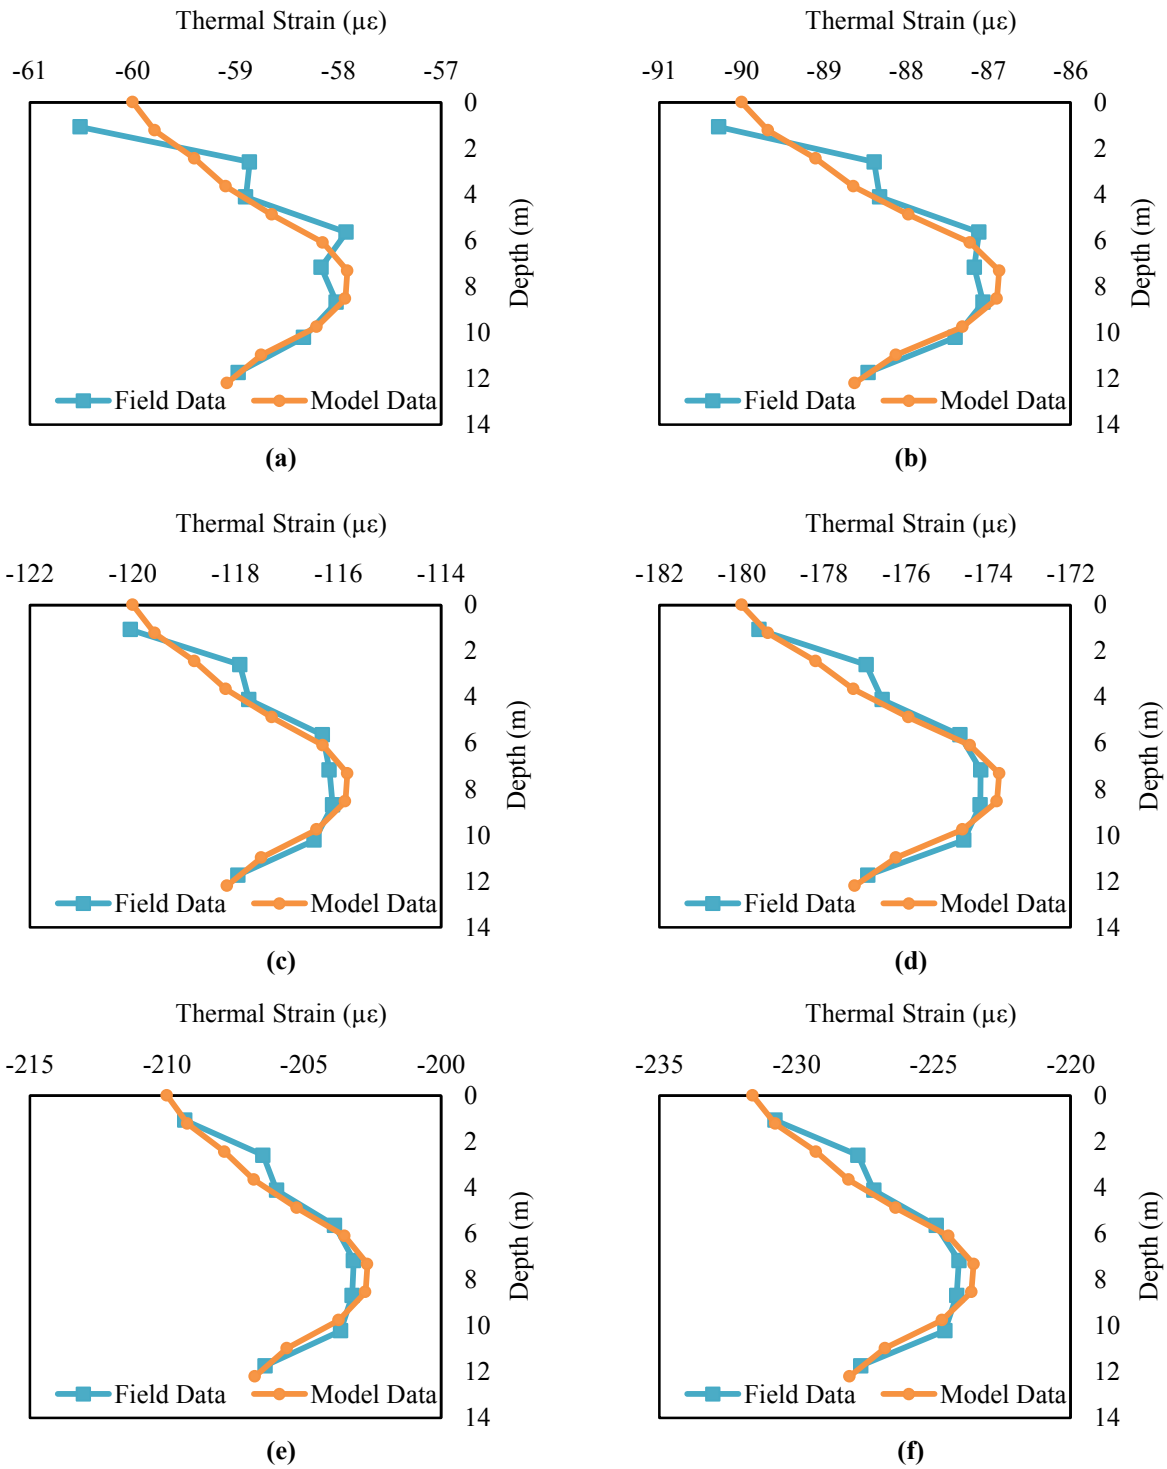 Thermal Strain (µε)
-61 -60 -59 -58 -57
0
2
4
6
8
10
12
14
Depth (m)
Field Data Model Data
(a)
Thermal Strain (µε)
-91 -90 -89 -88 -87 -86
0
2
4
6
8
10
12
14
Depth (m)
Field Data Model Data
(b)
Thermal Strain (µε)
-122 -120 -118 -116 -114
0
2
4
6
8
10
12
14
Depth (m)
Field Data Model Data
(c)
Thermal Strain (µε)
-182 -180 -178 -176 -174 -172
0
2
4
6
8
10
12
14
Depth (m)
Field Data Model Data
(d)
Thermal Strain (µε)
-215 -210 -205 -200
0
2
4
6
8
10
12
14
Depth (m)
Field Data Model Data
(e)
Thermal Strain (µε)
-235 -230 -225 -220
0
2
4
6
8
10
12
14
Depth (m)
Field Data Model Data
(f)